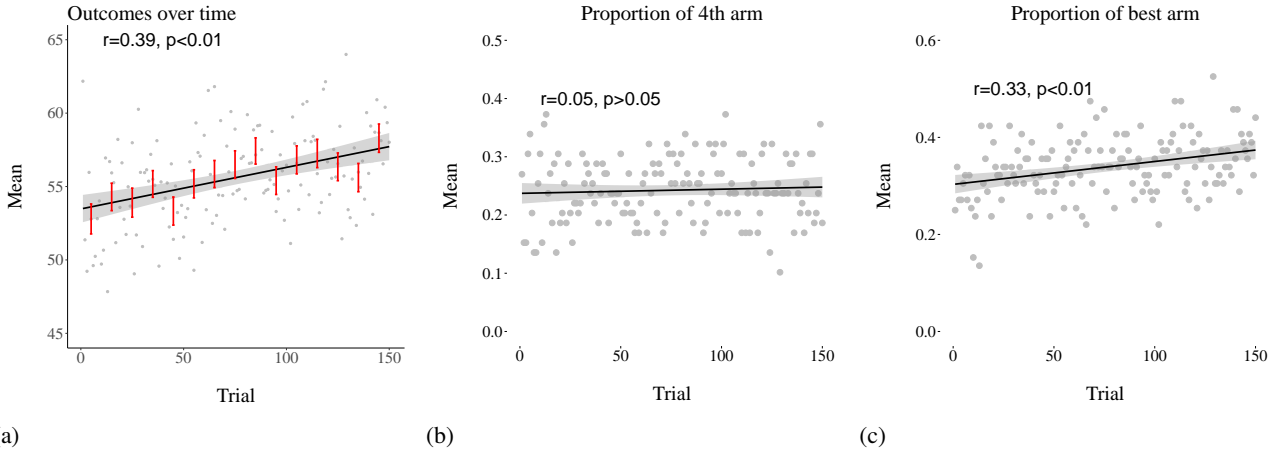 Outcomes over time
r=0.39, p<0.01
65
60
55
50
45
Mean
0
50
100
150
Trial
(a)
Proportion of 4th arm
r=0.05, p>0.05
0.5
0.4
0.3
0.2
0.1
0.0
Mean
0
50
100
150
Trial
(b)
Proportion of best arm
r=0.33, p<0.01
0.6
0.4
0.2
0.0
Mean
0
50
100
150
Trial
(c)